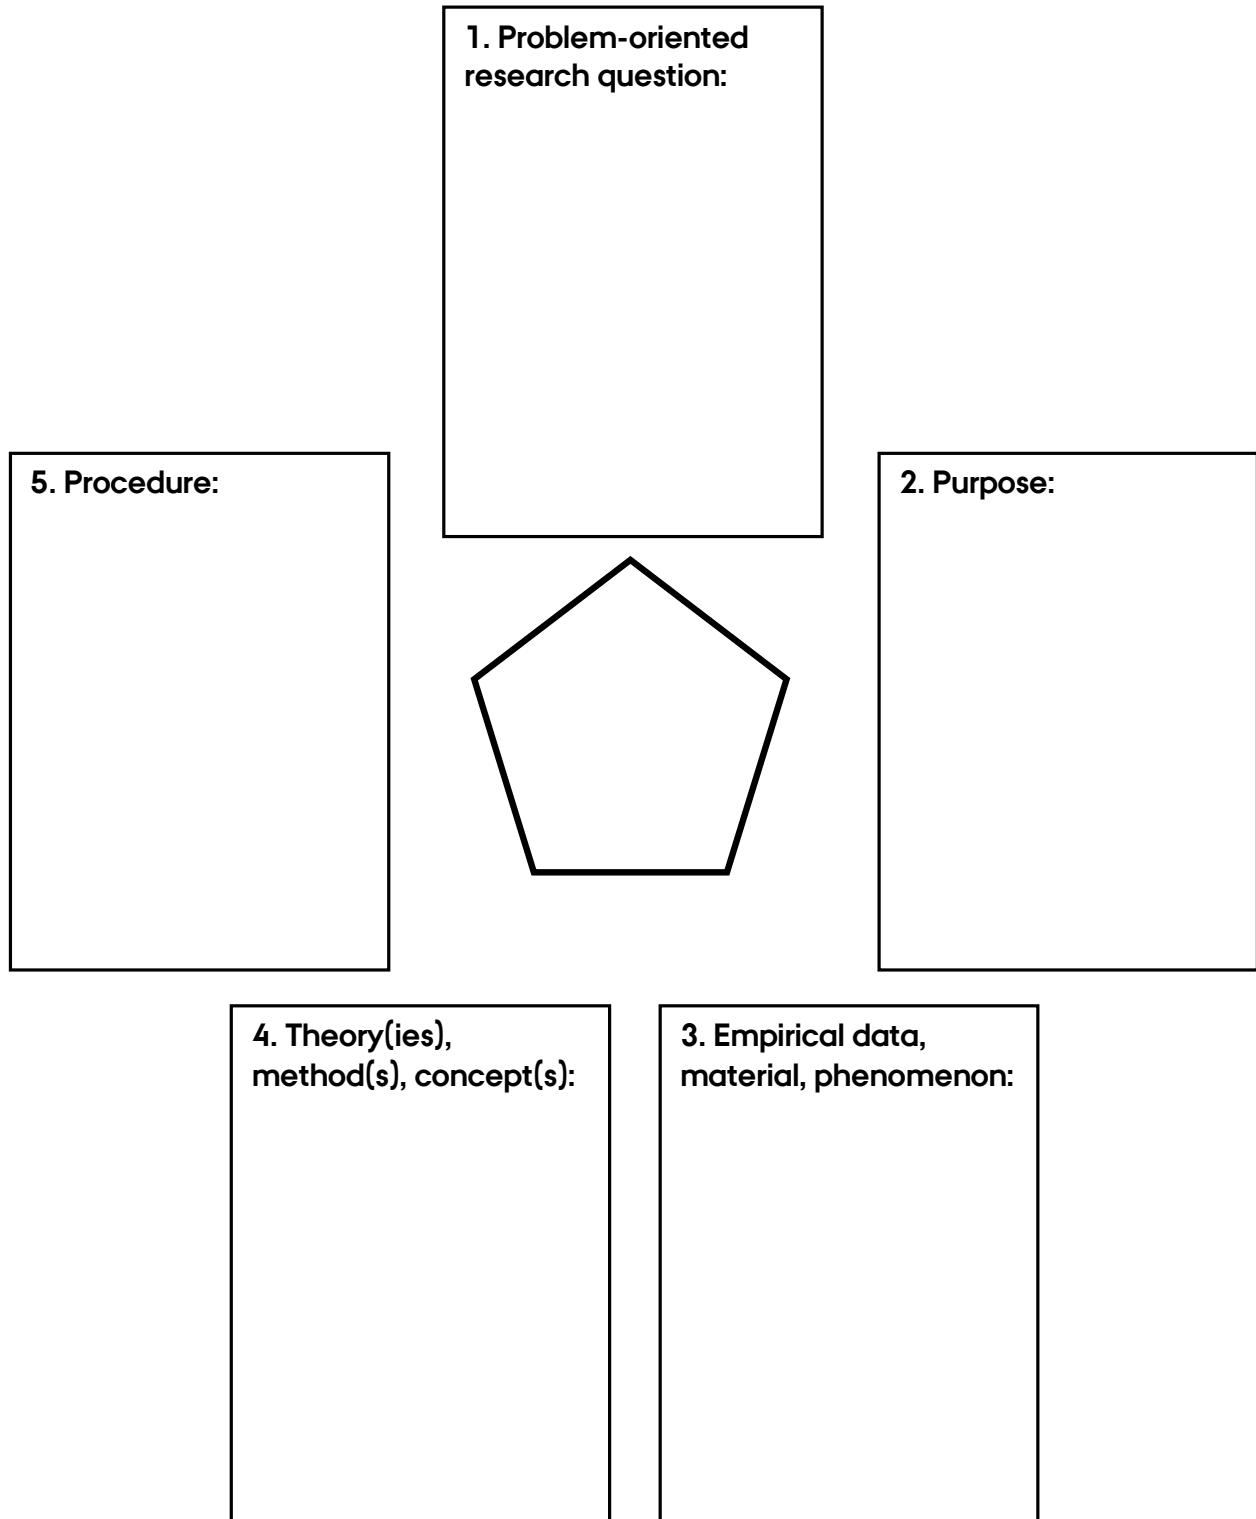 1. Problem-oriented
research question:
5. Procedure:
2. Purpose:
4. Theory(ies),
method(s), concept(s):
3. Empirical data,
material, phenomenon: